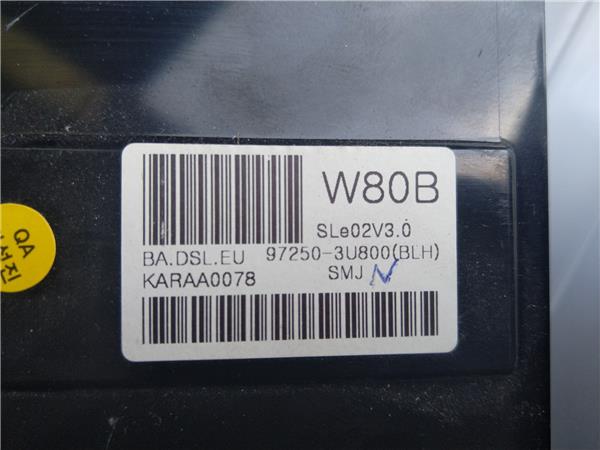 W80B
SLe02V3.0
BA.DSL.EU 97250-3U800(BLH)
KARAA0078 SMJ N
QA